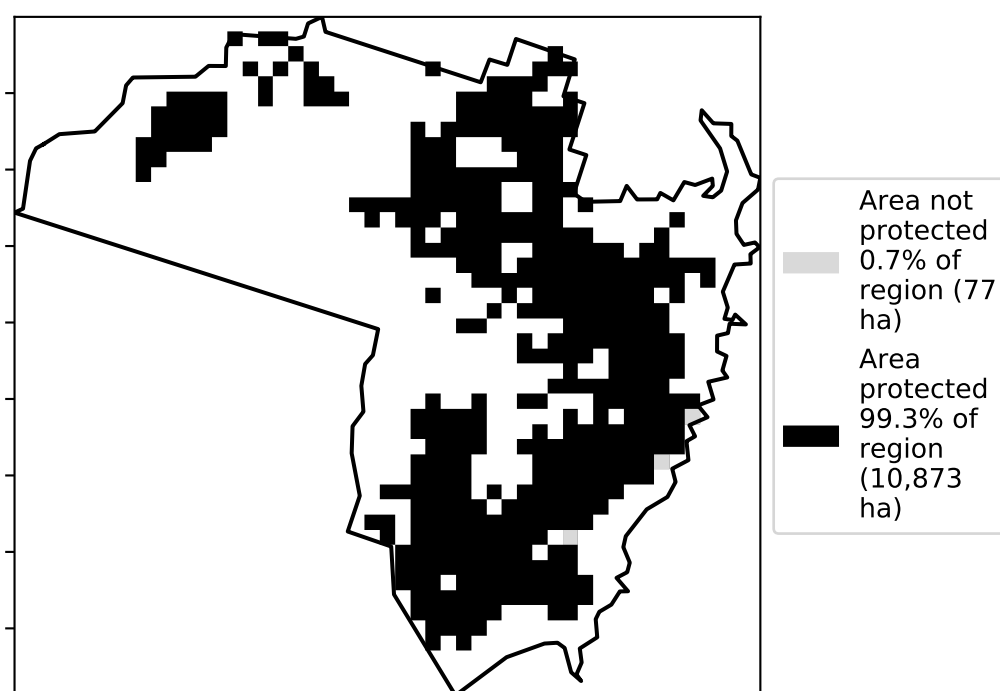 Area not
protected
0.7% of
region (77
ha)
Area
protected
99.3% of
region
(10,873
ha)